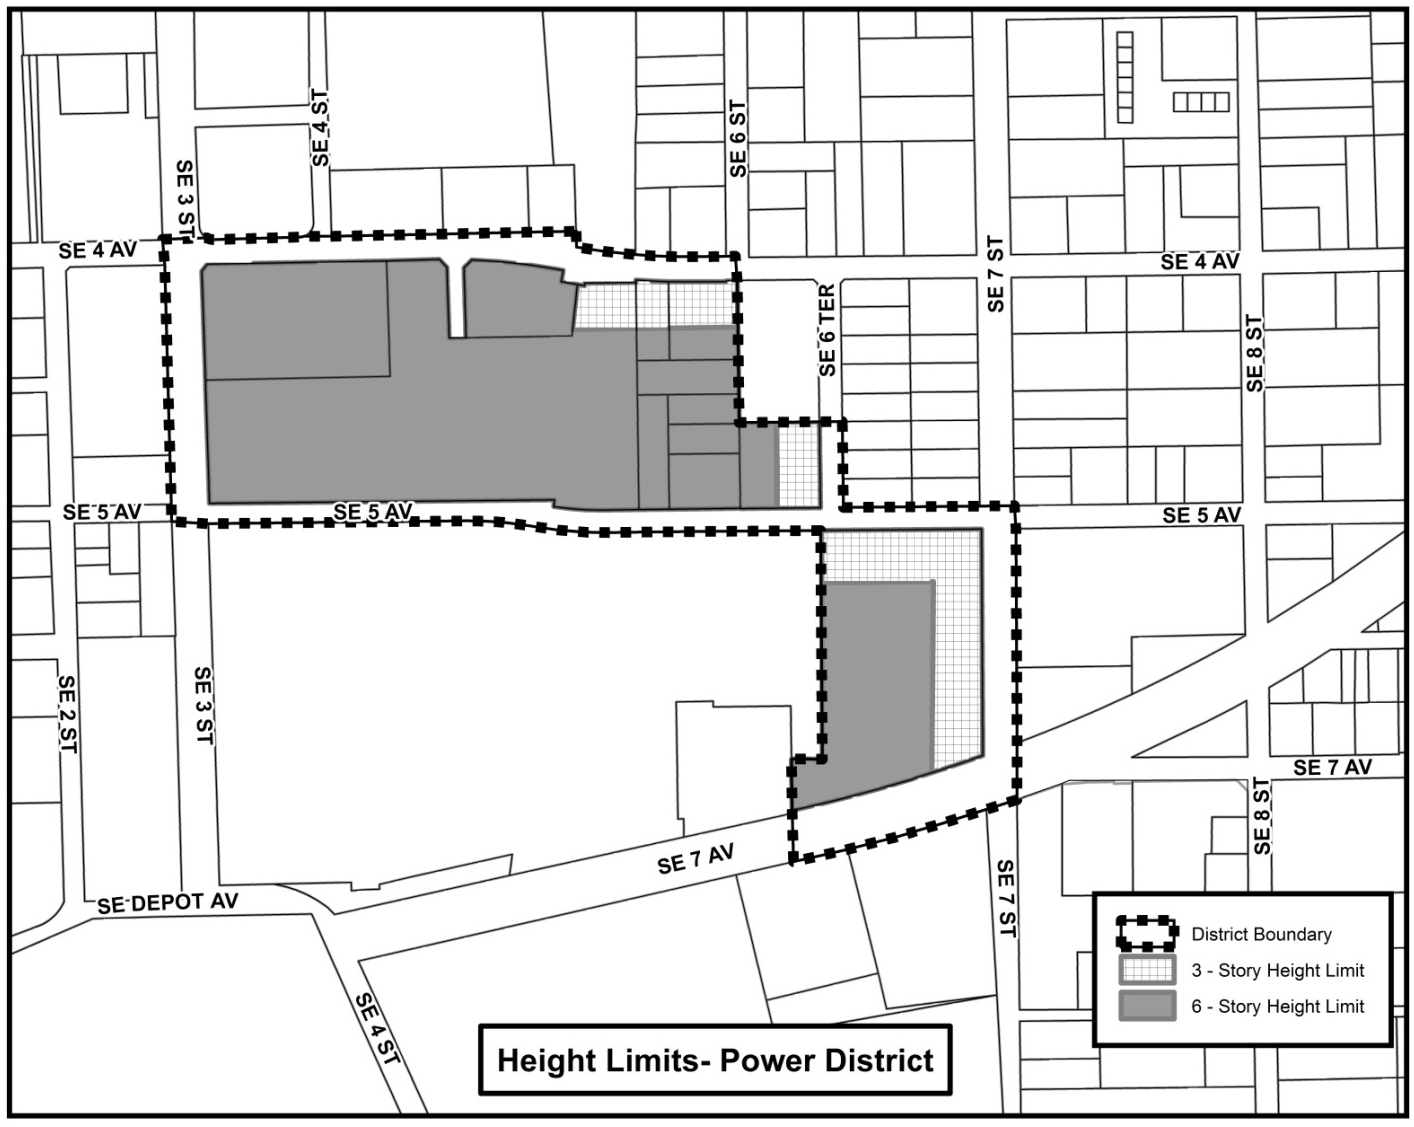 SE 4 ST
SE 6 ST
SE 3 ST
SE 4 AV
SE 7 ST
SE 4 AV
SE 6 TER
SE 8 ST
SE 5 AV
SE 5 AV
SE 5 AV
SE 2 ST
SE 3 ST
SE 7 AV
SE 8 ST
SE 7 AV
SE 7 ST
SE DEPOT AV
SE 4 ST
District Boundary
3 - Story Height Limit
6 - Story Height Limit
Height Limits- Power District